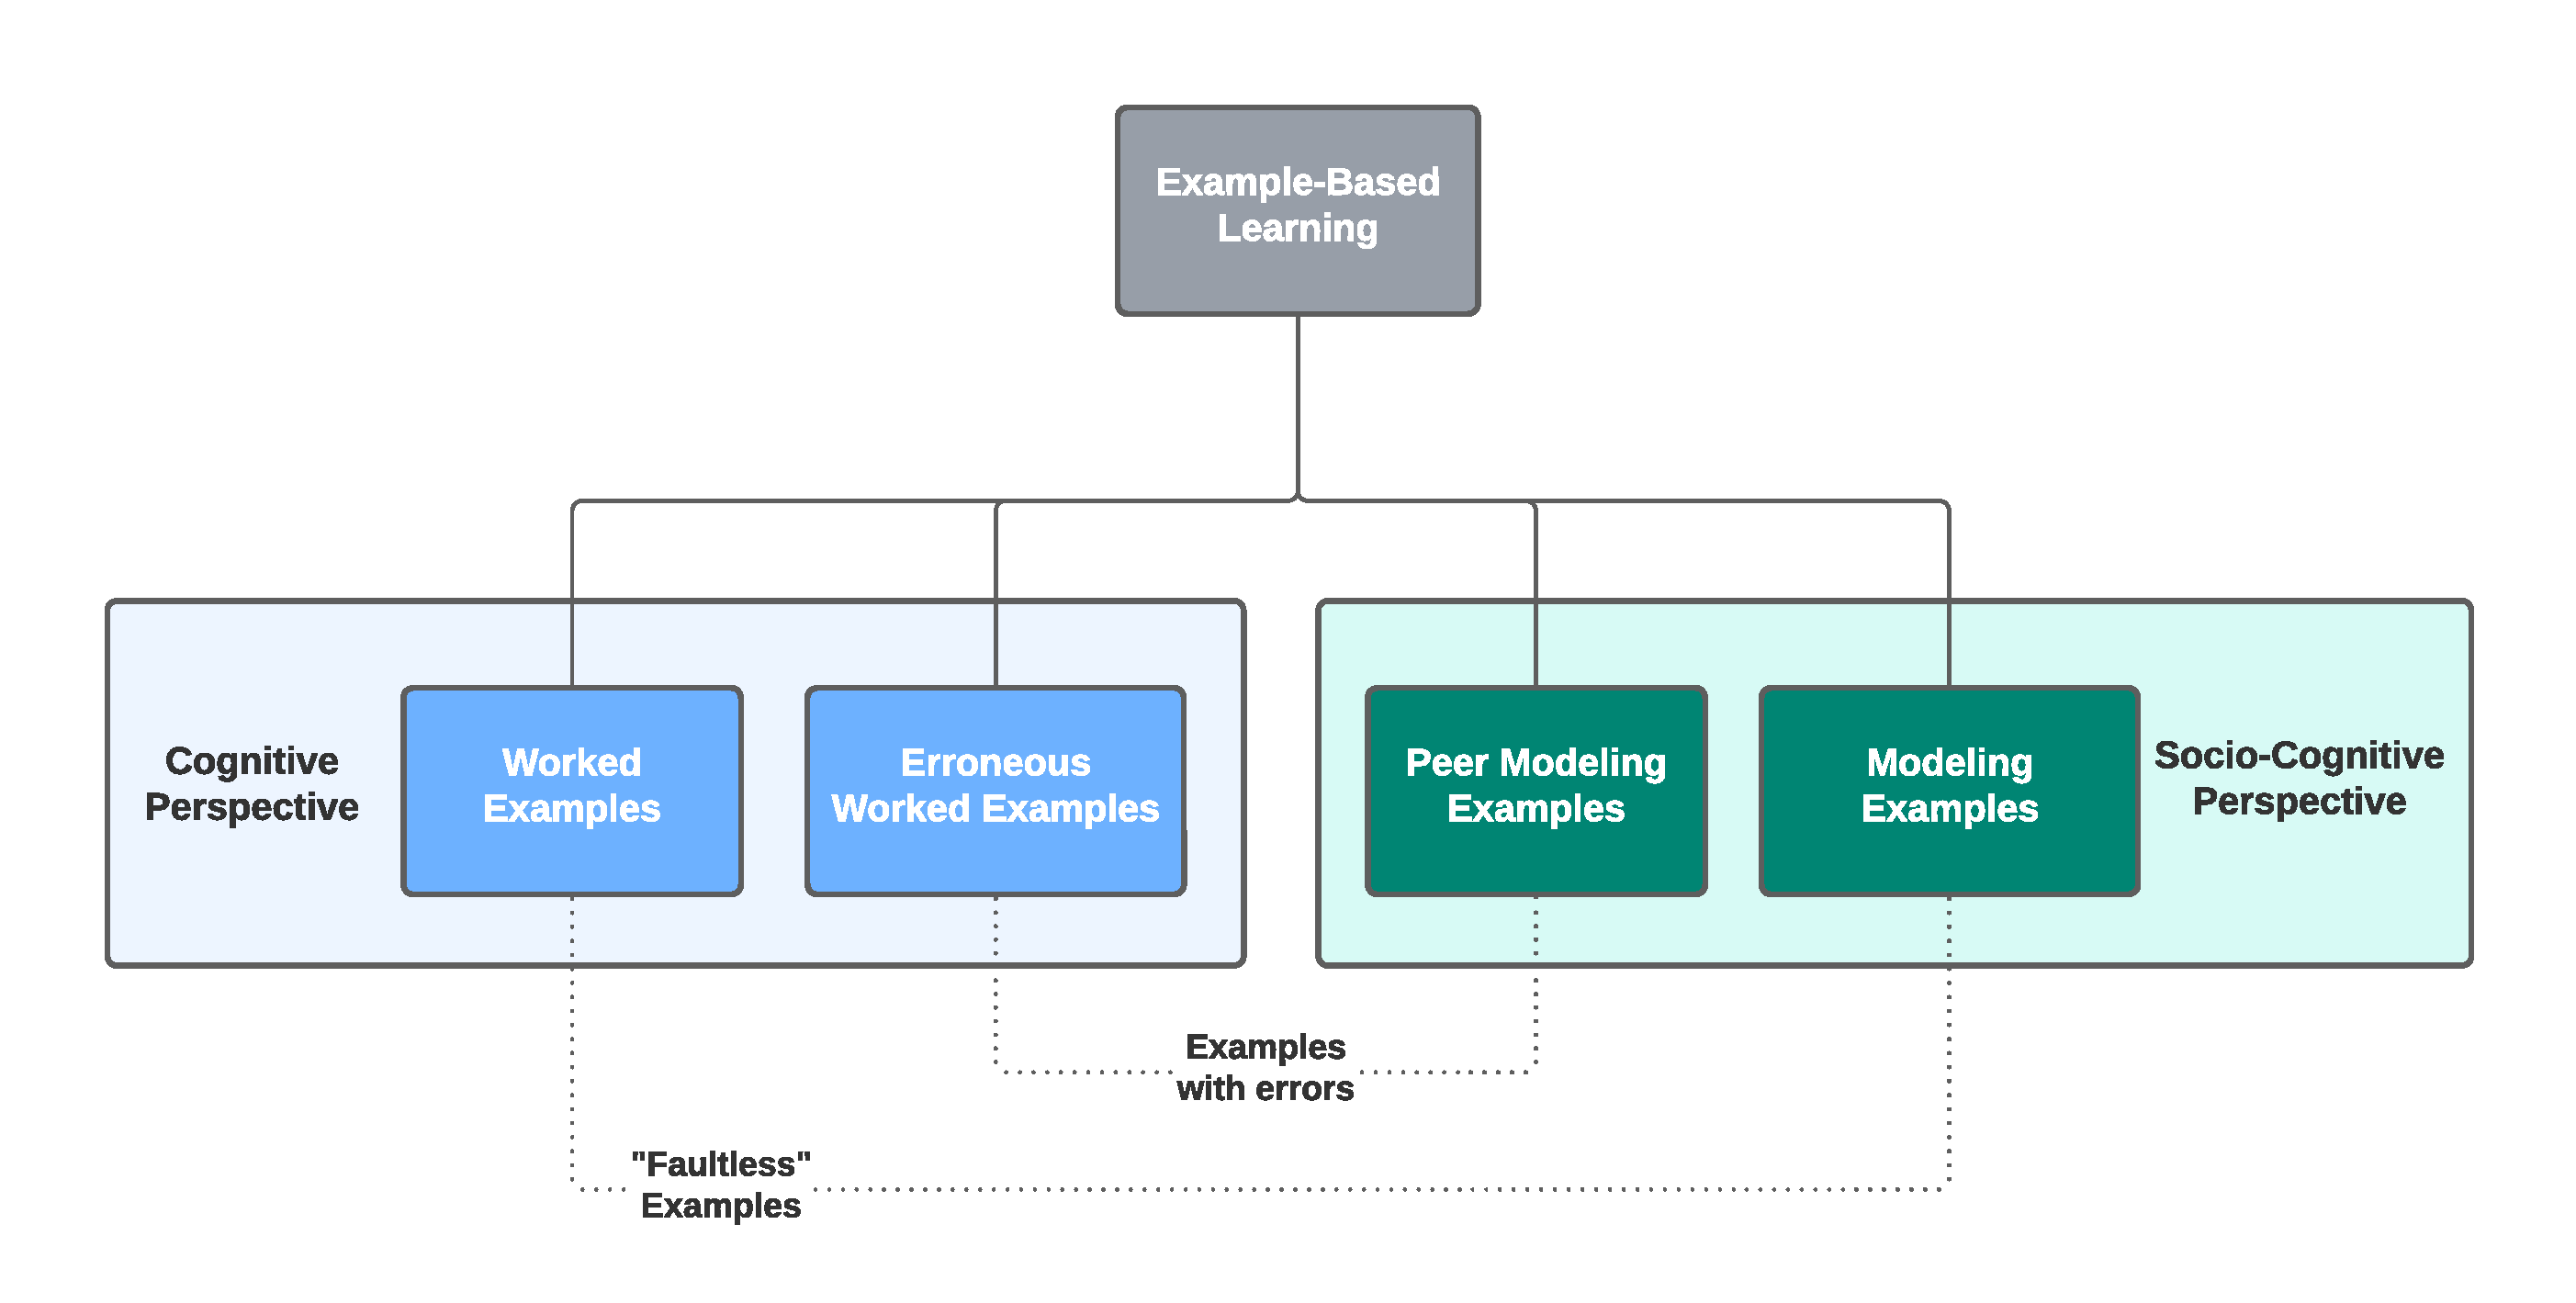 Example-Based
Learning
Cognitive
Perspective
Worked
Examples
Erroneous
Worked Examples
Peer Modeling
Examples
Modeling
Examples
Socio-Cognitive
Perspective
Examples
with errors
"Faultless"
Examples